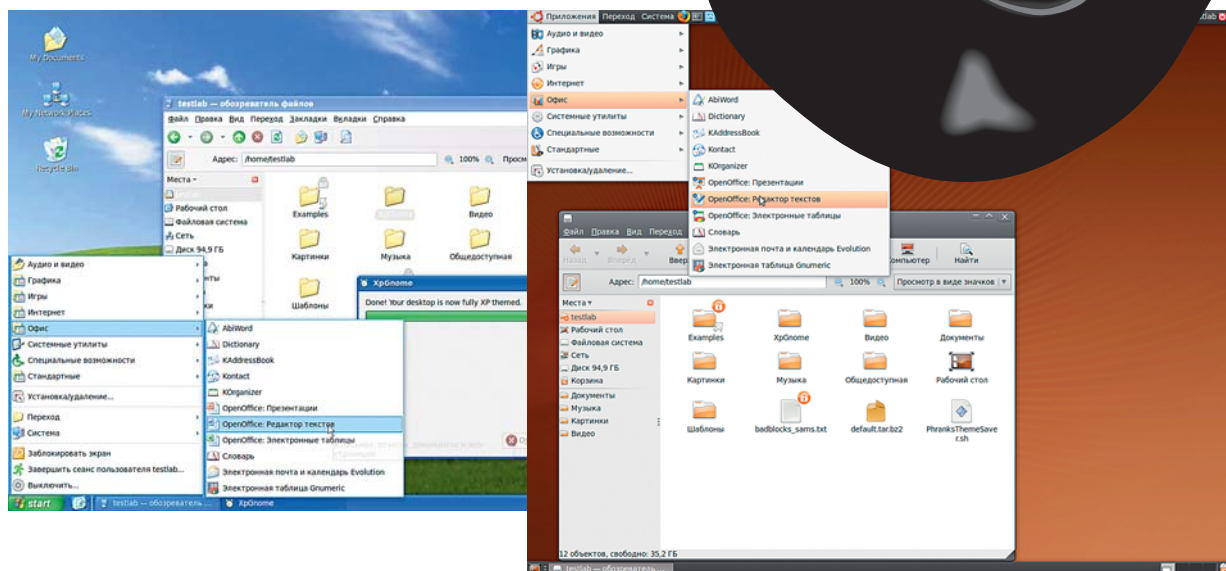 My Documents
My Network Places
Recycle Bin
testlab — обозреватель файлов
Файл Правка Вид Переход Закладки Вкладки Справка
Адрес: /home/testlab
100%
Места
Рабочий стол
Файловая система
Сеть
Диск 94,9 ГБ
Examples
Видео
Картинки
Музыка
Общедоступная
Шаблоны
XpGnome
Done! Your desktop is now fully XP themed.
Аудио и видео
Графика
Игры
Интернет
Офис
Системные утилиты
Специальные возможности
Стандартные
Установка/удаление...
Переход
Система
Заблокировать экран
Завершить сеанс пользователя testlab...
Выключить...
AbiWord
Dictionary
KAddressBook
Kontact
KOrganizer
OpenOffice: Презентации
OpenOffice: Редактор текстов
OpenOffice: Электронные таблицы
Словарь
Электронная почта и календарь Evolution
Электронная таблица Gnumeric
start
testlab — обозреватель ...
XpGnome
Приложения Переход Система
Аудио и видео
Графика
Игры
Интернет
Офис
Системные утилиты
Специальные возможности
Стандартные
Установка/удаление...
AbiWord
Dictionary
KAddressBook
Kontact
KOrganizer
OpenOffice: Презентации
OpenOffice: Редактор текстов
OpenOffice: Электронные таблицы
Словарь
Электронная почта и календарь Evolution
Электронная таблица Gnumeric
Файл Правка Вид Переход
Назад Вперёд
Найти
Адрес: /home/testlab
100%
Просмотр в виде значков
Места
testlab
Рабочий стол
Файловая система
Сеть
Диск 94,9 ГБ
Корзина
Документы
Музыка
Картинки
Видео
Examples
XpGnome
Видео
Документы
Картинки
Музыка
Общедоступная
Рабочий стол
Шаблоны
badblocks_sams.txt
default.tar.bz2
PhranksThemeSave
r.sh
12 объектов, свободно: 35,2 ГБ
testlab — обозреватель ...